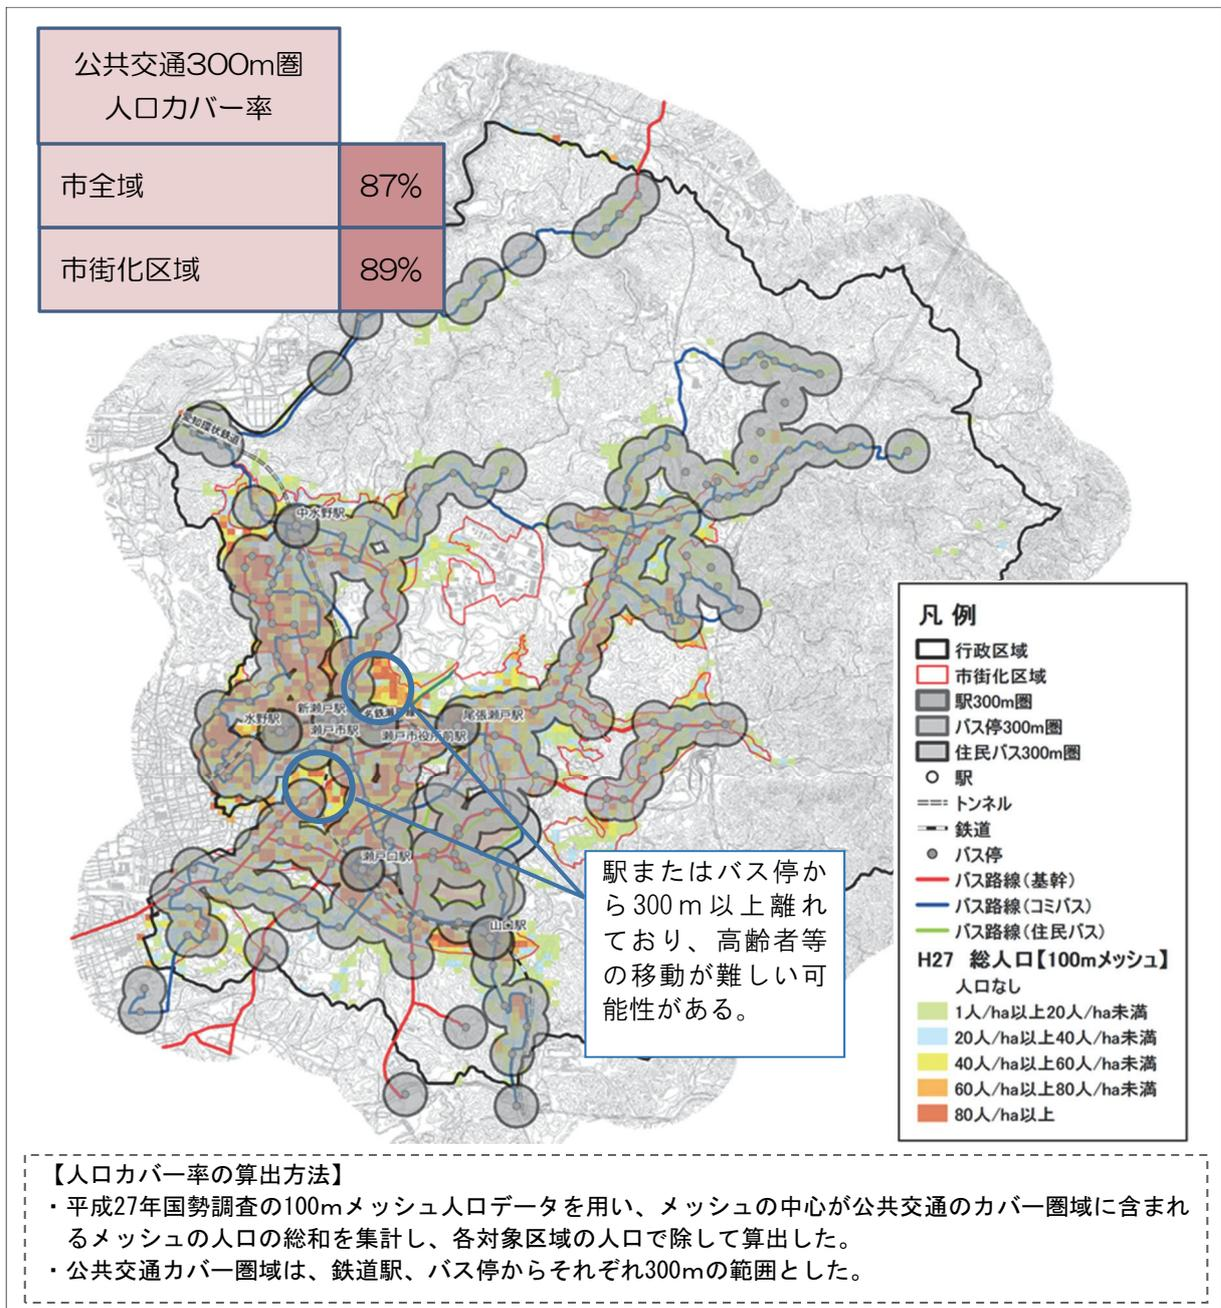 公共交通300m圏
人口カバー率
市全域 87%
市街化区域 89%
愛知環状鉄道
中水野駅
新瀬戸駅
水野駅
瀬戸市駅
名鉄瀬戸線
瀬戸市役所前駅
尾張瀬戸駅
瀬戸口駅
山口駅
駅またはバス停か
ら300m以上離れ
ており、高齢者等
の移動が難しい可
能性がある。
凡例
行政区域
市街化区域
駅300m圏
バス停300m圏
住民バス300m圏
駅
トンネル
鉄道
バス停
バス路線(基幹)
バス路線(コミバス)
バス路線(住民バス)
H27 総人口【100mメッシュ】
人口なし
1人/ha以上20人/ha未満
20人/ha以上40人/ha未満
40人/ha以上60人/ha未満
60人/ha以上80人/ha未満
80人/ha以上
【人口カバー率の算出方法】
・平成27年国勢調査の100mメッシュ人口データを用い、メッシュの中心が公共交通のカバー圏域に含まれ
るメッシュの人口の総和を集計し、各対象区域の人口で除して算出した。
・公共交通カバー圏域は、鉄道駅、バス停からそれぞれ300mの範囲とした。